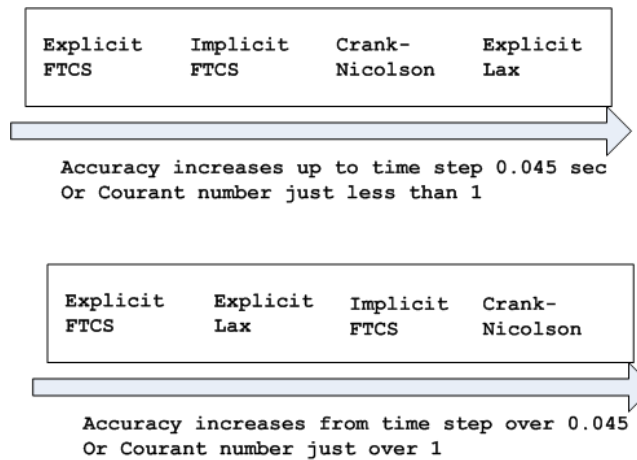 Explicit Implicit Crank- Explicit
FTCS FTCS Nicolson Lax
Accuracy increases up to time step 0.045 sec
Or Courant number just less than 1
Explicit Explicit Implicit Crank-
FTCS Lax FTCS Nicolson
Accuracy increases from time step over 0.045
Or Courant number just over 1